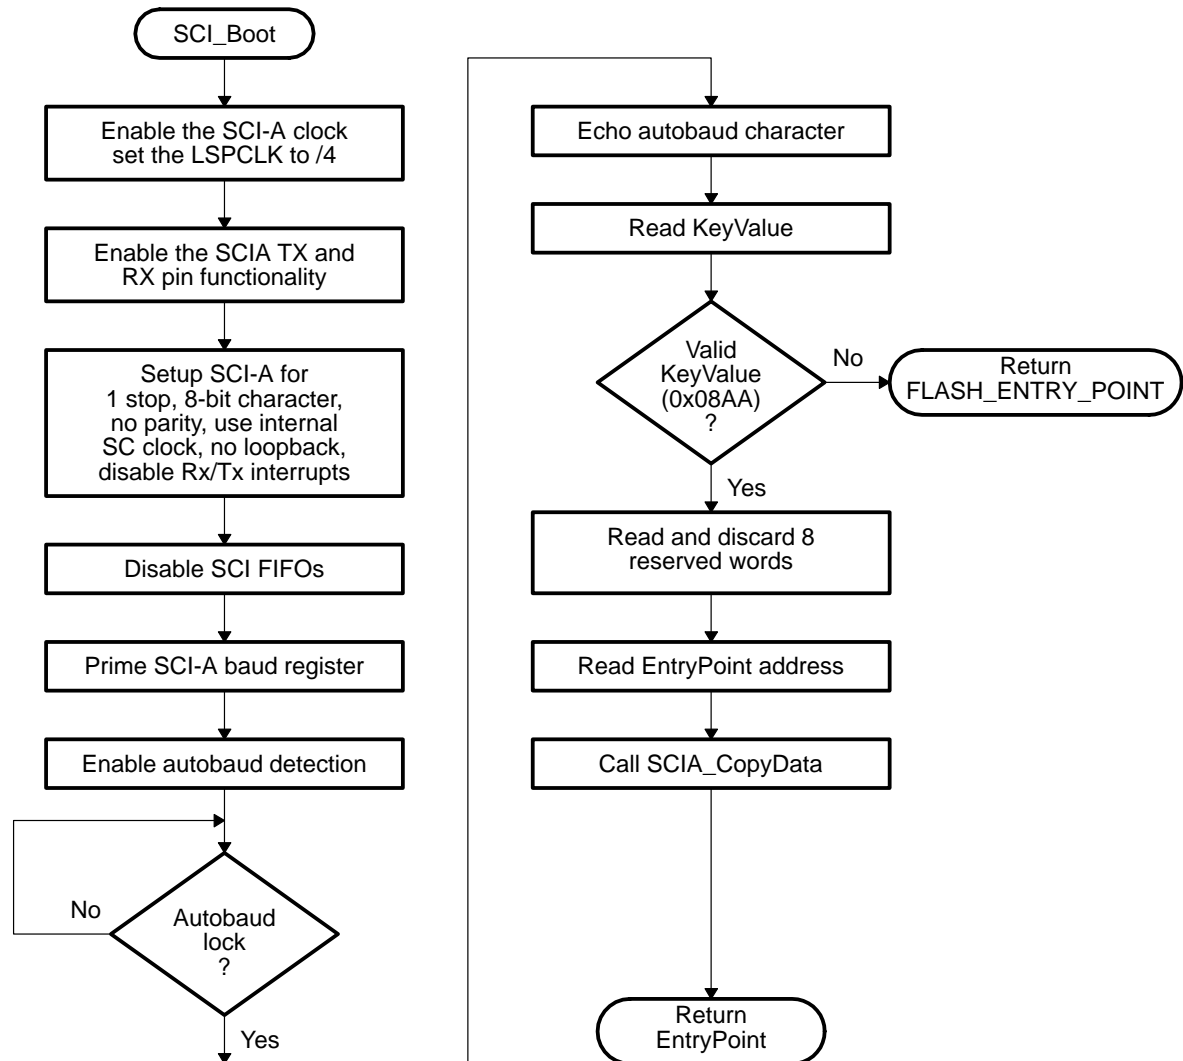 SCI_Boot
Enable the SCI-A clock
set the LSPCLK to /4
Enable the SCIA TX and
RX pin functionality
Setup SCI-A for
1 stop, 8-bit character,
no parity, use internal
SC clock, no loopback,
disable Rx/Tx interrupts
Disable SCI FIFOs
Prime SCI-A baud register
Enable autobaud detection
No
Autobaud
lock
?
Yes
Echo autobaud character
Read KeyValue
Valid
KeyValue
(0x08AA)
?
No
Return
FLASH_ENTRY_POINT
Yes
Read and discard 8
reserved words
Read EntryPoint address
Call SCIA_CopyData
Return
EntryPoint